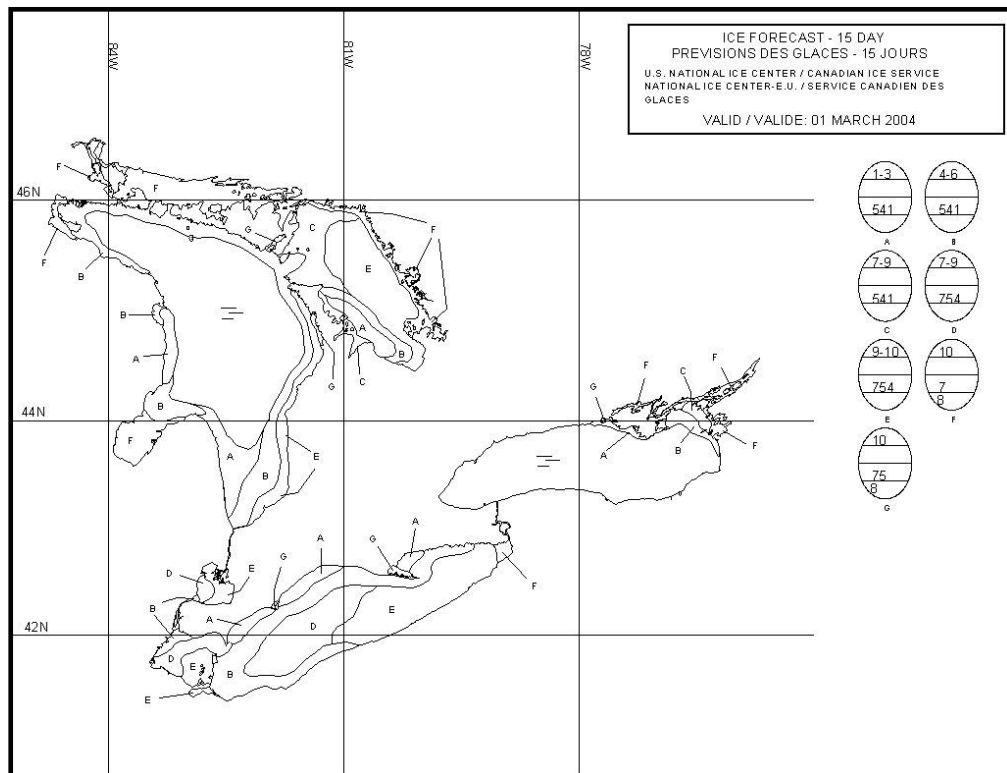 84W
81W
78W
ICE FORECAST - 15 DAY
PREVISIONS DES GLACES - 15 JOURS
U.S. NATIONAL ICE CENTER / CANADIAN ICE SERVICE
NATIONAL ICE CENTER-E.U. / SERVICE CANADIEN DES
GLACES
VALID / VALIDE: 01 MARCH 2004
46N
44N
42N
F
F
G
C
F
F
B
E
B
A
A
B
G
C
B
F
A
E
B
F
G
F
C
F
A
B
F
A
A
G
G
D
E
F
B
A
E
D
D
E
B
E
1-3
541
A
4-6
541
B
7-9
541
C
7-9
754
D
9-10
754
E
10
7
8
F
10
75
8
G